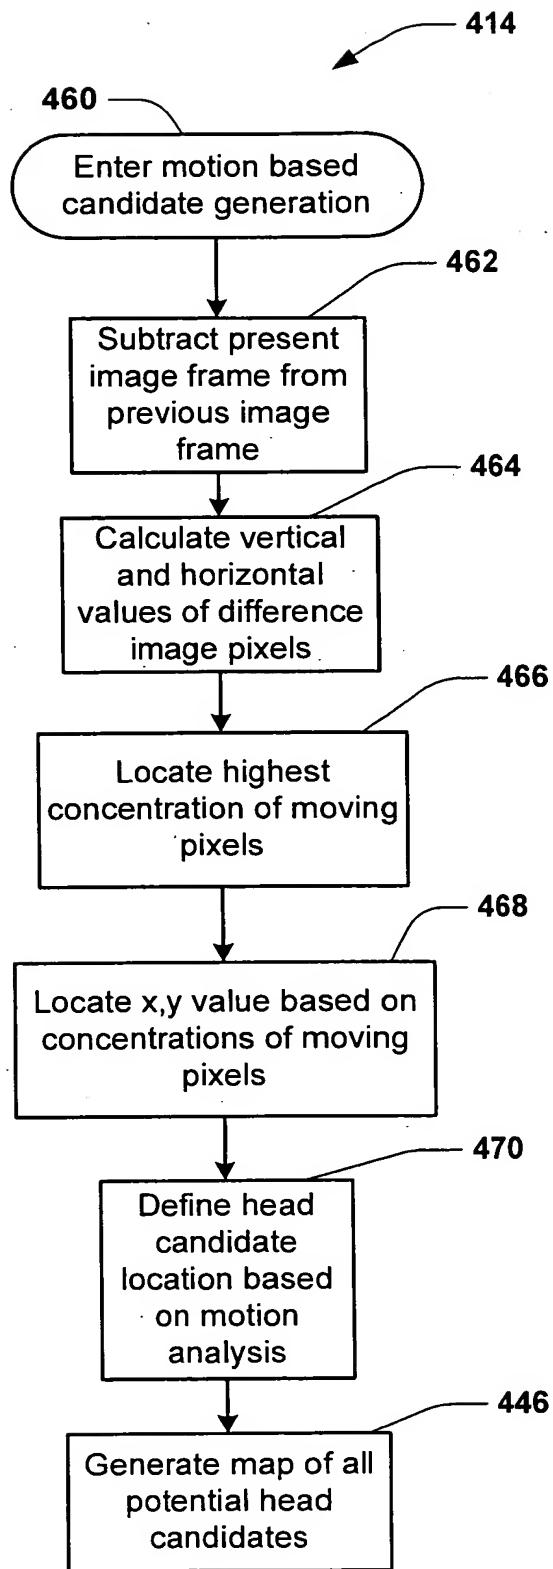 414
460
Enter motion based
candidate generation
462
Subtract present
image frame from
previous image
frame
464
Calculate vertical
and horizontal
values of difference
image pixels
466
Locate highest
concentration of moving
pixels
468
Locate x,y value based on
concentrations of moving
pixels
470
Define head
candidate
location based
on motion
analysis
446
Generate map of all
potential head
candidates